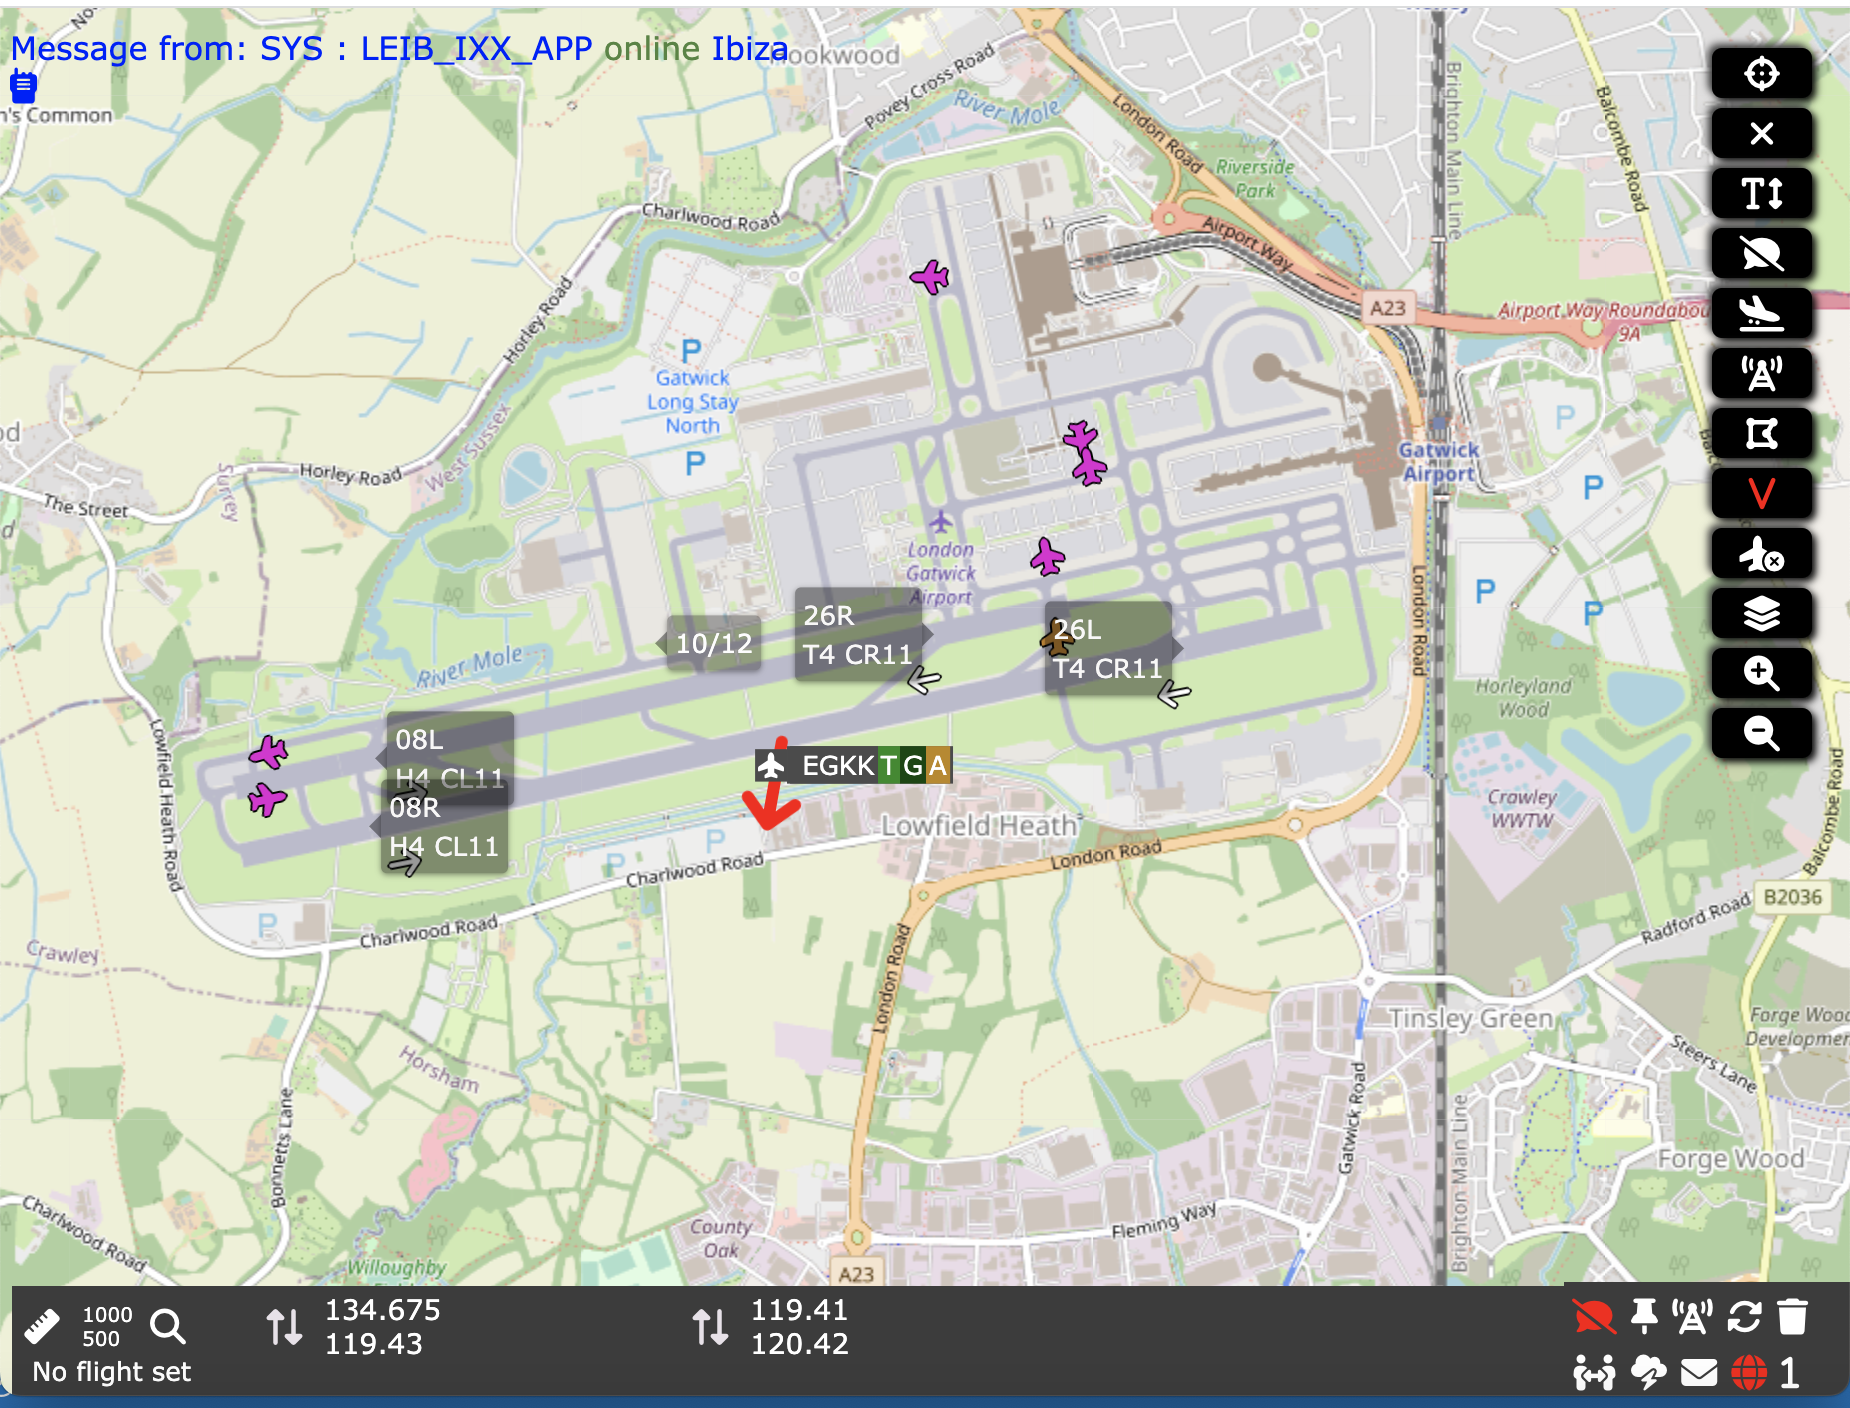 Message from: SYS : LEIB_IXX_APP online Ibiza
n's Common
Povey Cross Road
River Mole
London Road
Riverside
Park
Brighton Main Line
Balcombe Road
Charlwood Road
Airport Way
A23
Airport Way Roundabou
9A
Horley Road
P
Gatwick
Long Stay
North
P
West Sussex
Surrey
Horley Road
The Street
Gatwick
Airport
P
P
P
P
London
Gatwick
Airport
London Road
10/12
26R
T4 CR11
26L
T4 CR11
River Mole
Horleyland
Wood
Lowfield Heath Road
08L
H4 CL11
08R
H4 CL11
EGKK T G A
Lowfield Heath
Crawley
WWTW
London Road
P
P
P
Charlwood Road
Charlwood Road
Balcombe Road
B2036
Radford Road
Crawley
London Road
Tinsley Green
Forge Wood
Developmen
Steers Lane
Horsham
Bonnetts Lane
Gatwick Road
Brighton Main Line
Forge Wood
Charlwood Road
County
Oak
Fleming Way
Willoughby
A23
1000
500
134.675
119.43
119.41
120.42
No flight set
1